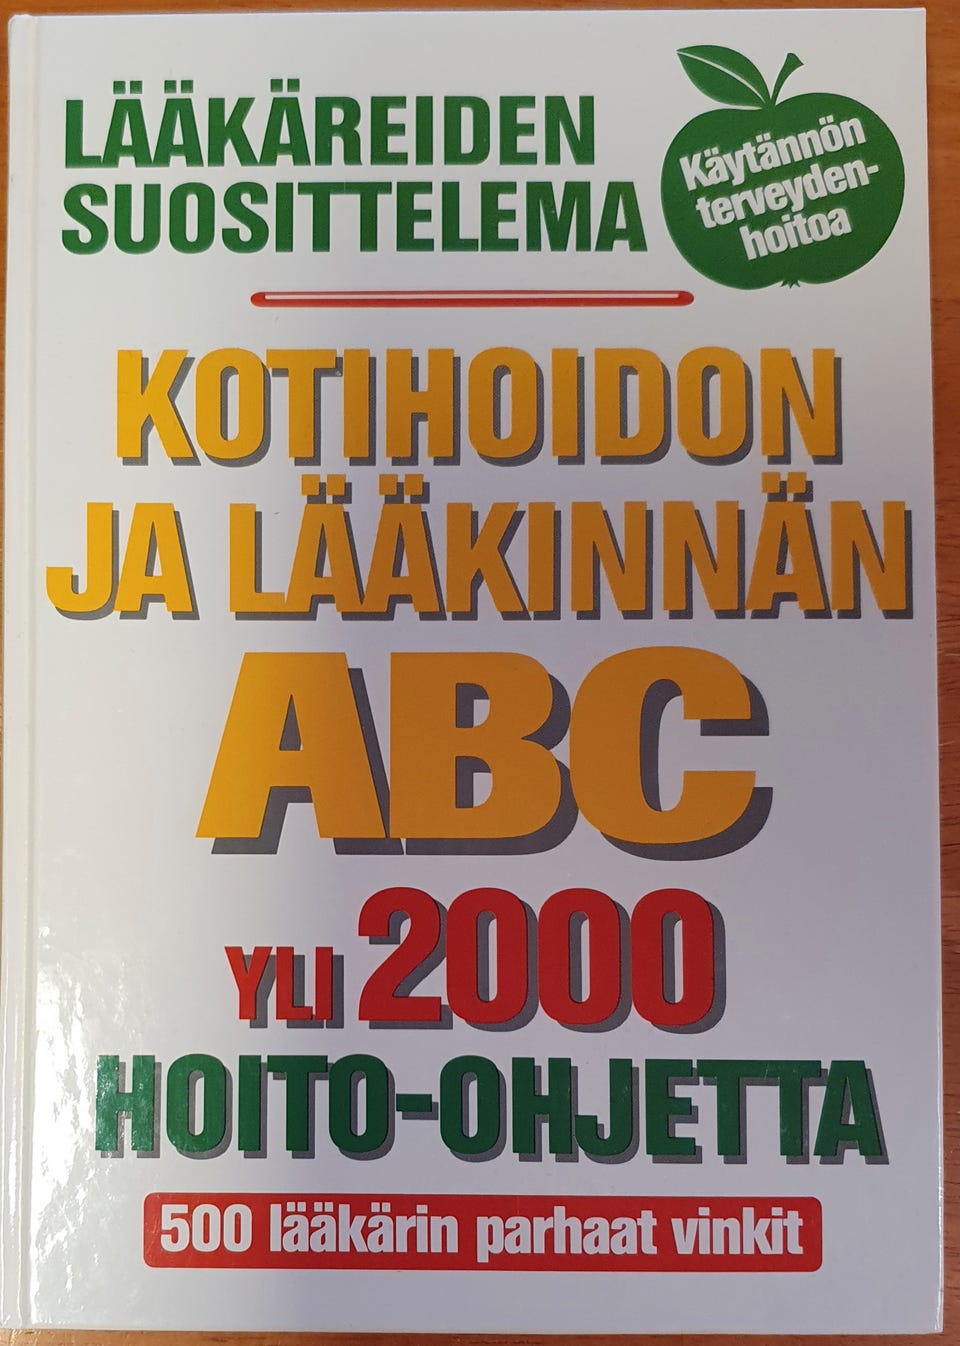 LÄÄKÄREIDEN
SUOSITTELEMA
Käytännön
terveyden-
hoitoa
KOTIHOIDON
JA LÄÄKINNÄN
ABC
YLI 2000
HOITO-OHJETTA
500 lääkärin parhaat vinkit